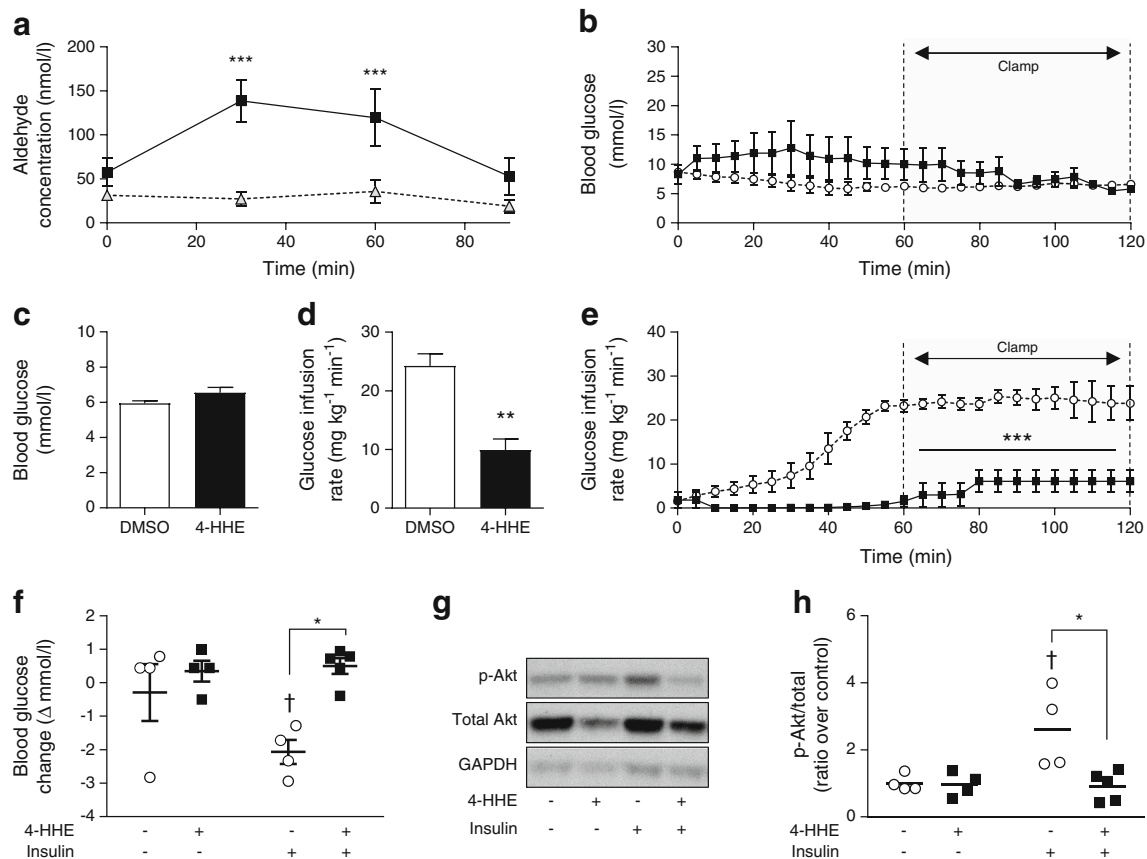 a
Aldehyde
concentration (nmol/l)
200
150
100
50
0
*** ***
0 20 40 60 80
Time (min)
b
Blood glucose
(mmol/l)
30
25
20
15
10
5
0
Clamp
0 20 40 60 80 100 120
Time (min)
c
Blood glucose
(mmol/l)
10
8
6
4
2
0
DMSO 4-HHE
d
Glucose infusion
rate (mg kg⁻¹ min⁻¹)
30
20
10
0
**
DMSO 4-HHE
e
Glucose infusion
rate (mg kg⁻¹ min⁻¹)
40
30
20
10
0
Clamp
***
0 20 40 60 80 100 120
Time (min)
f
Blood glucose
change (Δ mmol/l)
2
1
0
-1
-2
-3
-4
*
†
4-HHE - + - +
Insulin - - + +
g
p-Akt
Total Akt
GAPDH
4-HHE - + - +
Insulin - - + +
h
p-Akt/total
(ratio over control)
6
4
2
0
*
†
4-HHE - + - +
Insulin - - + +